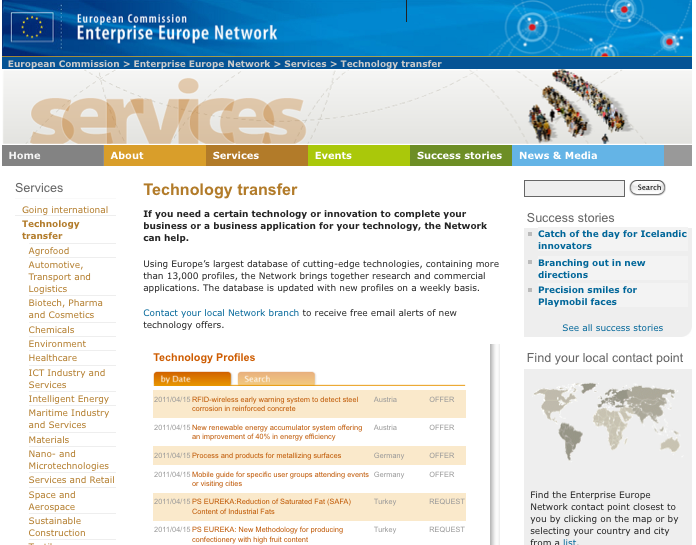 European Commission
Enterprise Europe Network
European Commission > Enterprise Europe Network > Services > Technology transfer
services
Home
About
Services
Events
Success stories
News & Media
Services
Going international
Technology
transfer
Agrofood
Automotive,
Transport and
Logistics
Biotech, Pharma
and Cosmetics
Chemicals
Environment
Healthcare
ICT Industry and
Services
Intelligent Energy
Maritime Industry
and Services
Materials
Nano- and
Microtechnologies
Services and Retail
Space and
Aerospace
Sustainable
Construction
Technology transfer
If you need a certain technology or innovation to complete your
business or a business application for your technology, the Network
can help.
Using Europe's largest database of cutting-edge technologies, containing more
than 13,000 profiles, the Network brings together research and commercial
applications. The database is updated with new profiles on a weekly basis.
Contact your local Network branch to receive free email alerts of new
technology offers.
Technology Profiles
by Date
Search
2011/04/15 RFID-wireless early warning system to detect steel Austria OFFER
corrosion in reinforced concrete
2011/04/15 New renewable energy accumulator system offering Austria OFFER
an improvement of 40% in energy efficiency
2011/04/15 Process and products for metallizing surfaces Germany OFFER
2011/04/15 Mobile guide for specific user groups attending events Germany OFFER
or visiting cities
2011/04/15 PS EUREKA:Reduction of Saturated Fat (SAFA) Turkey REQUEST
Content of Industrial Fats
2011/04/15 PS EUREKA: New Methodology for producing Turkey OFFER
confectionery with high fruit content
Search
Success stories
Catch of the day for Icelandic
innovators
Branching out in new
directions
Precision smiles for
Playmobil faces
See all success stories
Find your local contact point
Find the Enterprise Europe
Network contact point closest to
you by clicking on the map or by
selecting your country and city
from a list.